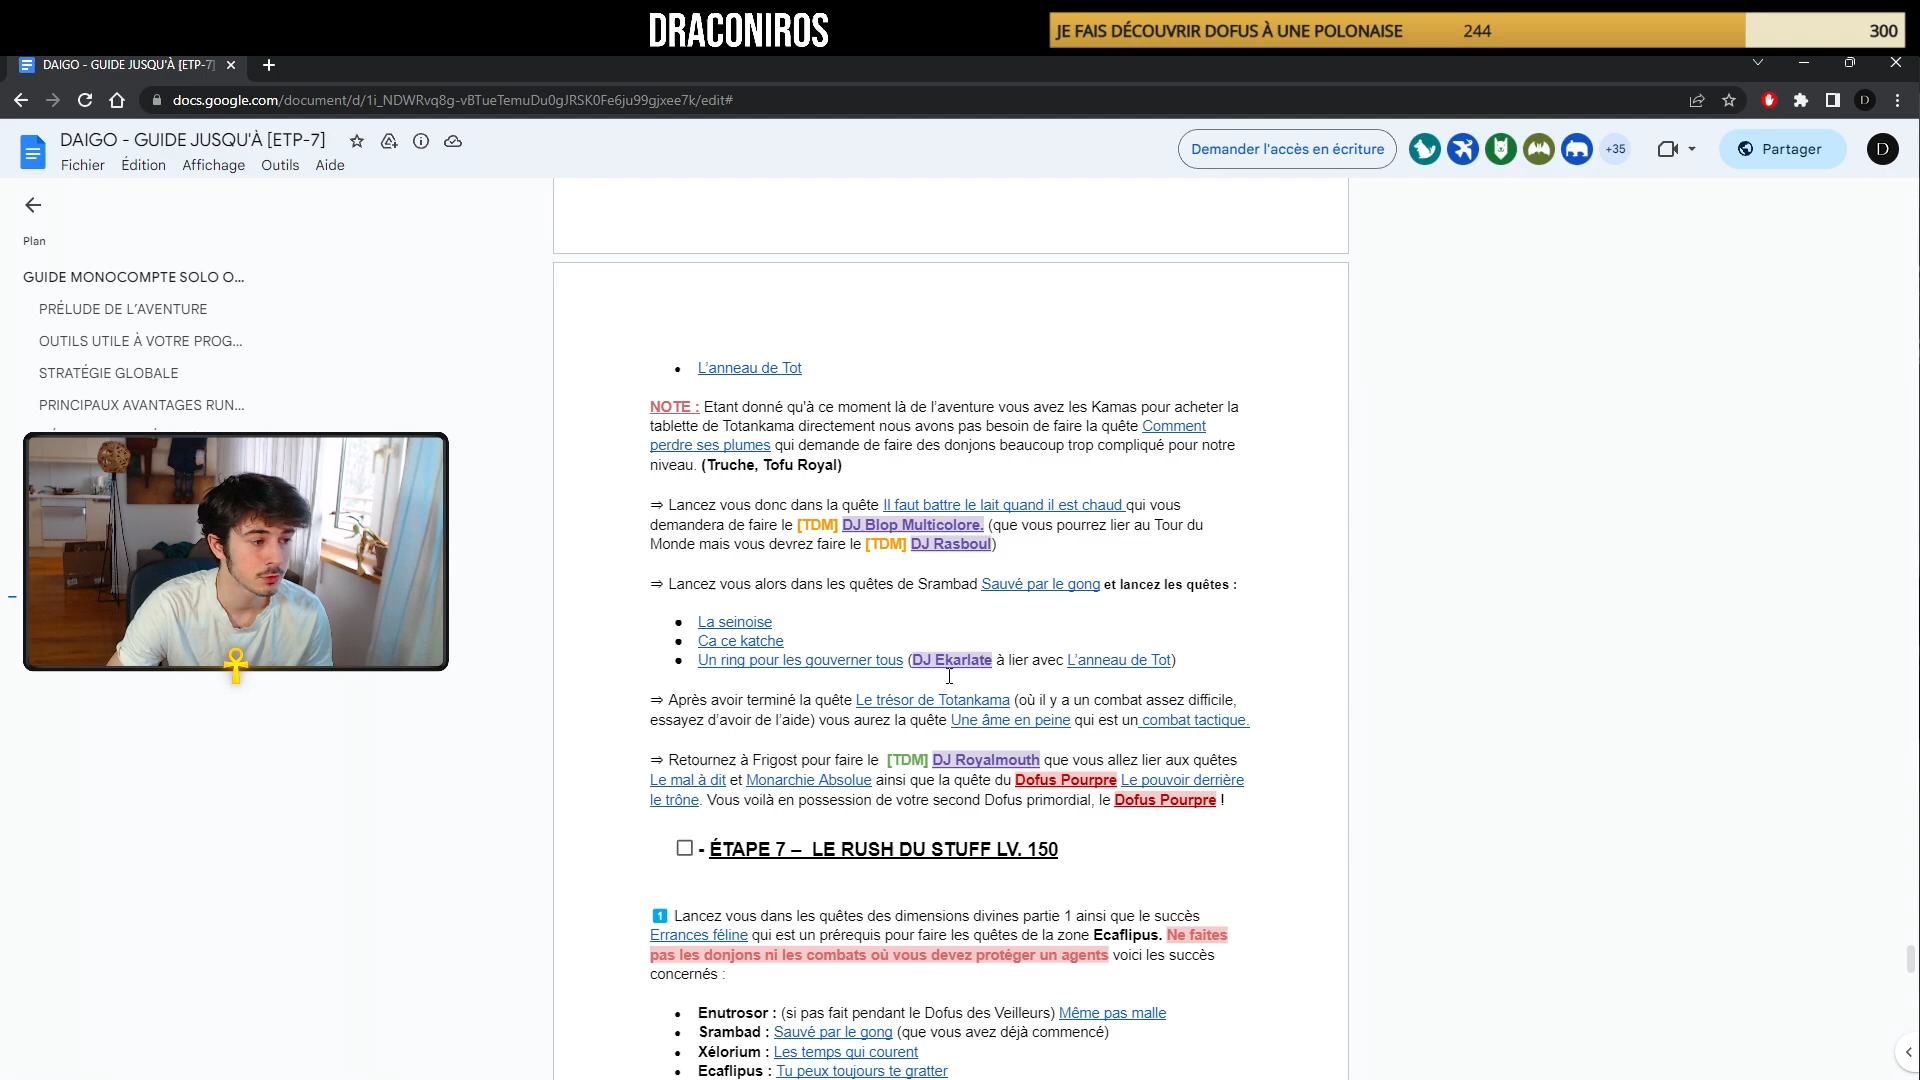 DRACONIROS
JE FAIS DÉCOUVRIR DOFUS À UNE POLONAISE 244 300
DAIGO - GUIDE JUSQU'À [ETP-7]
docs.google.com/document/d/1i_NDWRvq8g-vBTueTemuDu0gJRSK0Fe6ju99gjxee7k/edit#
D
DAIGO - GUIDE JUSQU'À [ETP-7]
Fichier Édition Affichage Outils Aide
Demander l'accès en écriture
+35
Partager
D
Plan
GUIDE MONOCOMPTE SOLO O...
PRÉLUDE DE L'AVENTURE
OUTILS UTILE À VOTRE PROG...
STRATÉGIE GLOBALE
PRINCIPAUX AVANTAGES RUN...
● L'anneau de Tot
NOTE : Etant donné qu'à ce moment là de l'aventure vous avez les Kamas pour acheter la
tablette de Totankama directement nous avons pas besoin de faire la quête Comment
perdre ses plumes qui demande de faire des donjons beaucoup trop compliqué pour notre
niveau. (Truche, Tofu Royal)
⇒ Lancez vous donc dans la quête Il faut battre le lait quand il est chaud qui vous
demandera de faire le [TDM] DJ Blop Multicolore. (que vous pourrez lier au Tour du
Monde mais vous devrez faire le [TDM] DJ Rasboul)
⇒ Lancez vous alors dans les quêtes de Srambad Sauvé par le gong et lancez les quêtes :
● La seinoise
● Ca ce katche
● Un ring pour les gouverner tous (DJ Ekarlate à lier avec L'anneau de Tot)
⇒ Après avoir terminé la quête Le trésor de Totankama (où il y a un combat assez difficile,
essayez d'avoir de l'aide) vous aurez la quête Une âme en peine qui est un combat tactique.
⇒ Retournez à Frigost pour faire le [TDM] DJ Royalmouth que vous allez lier aux quêtes
Le mal à dit et Monarchie Absolue ainsi que la quête du Dofus Pourpre Le pouvoir derrière
le trône. Vous voilà en possession de votre second Dofus primordial, le Dofus Pourpre !
☐ - ÉTAPE 7 – LE RUSH DU STUFF LV. 150
1 Lancez vous dans les quêtes des dimensions divines partie 1 ainsi que le succès
Errances féline qui est un prérequis pour faire les quêtes de la zone Ecaflipus. Ne faites
pas les donjons ni les combats où vous devez protéger un agents voici les succès
concernés :
● Enutrosor : (si pas fait pendant le Dofus des Veilleurs) Même pas malle
● Srambad : Sauvé par le gong (que vous avez déjà commencé)
● Xélorium : Les temps qui courent
● Ecaflipus : Tu peux toujours te gratter